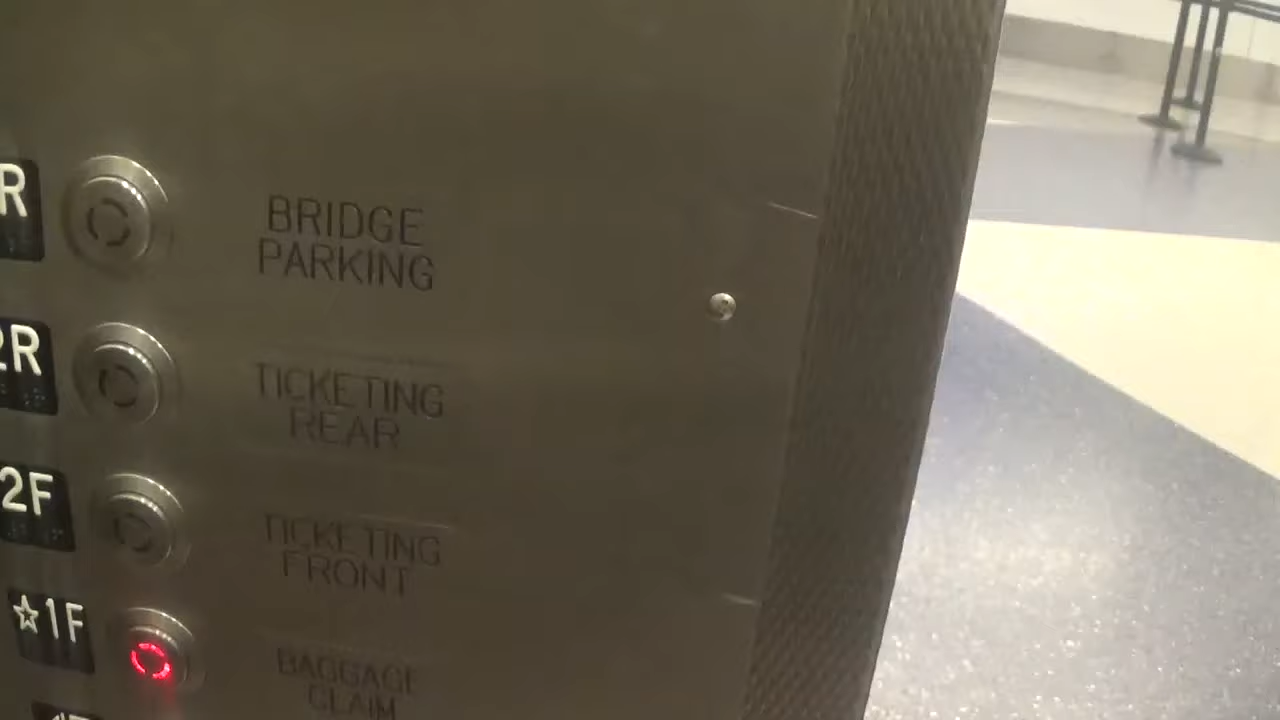 R
BRIDGE
PARKING
2R
TICKETING
REAR
2F
TICKETING
FRONT
☆1F
BAGGAGE
CLAIM